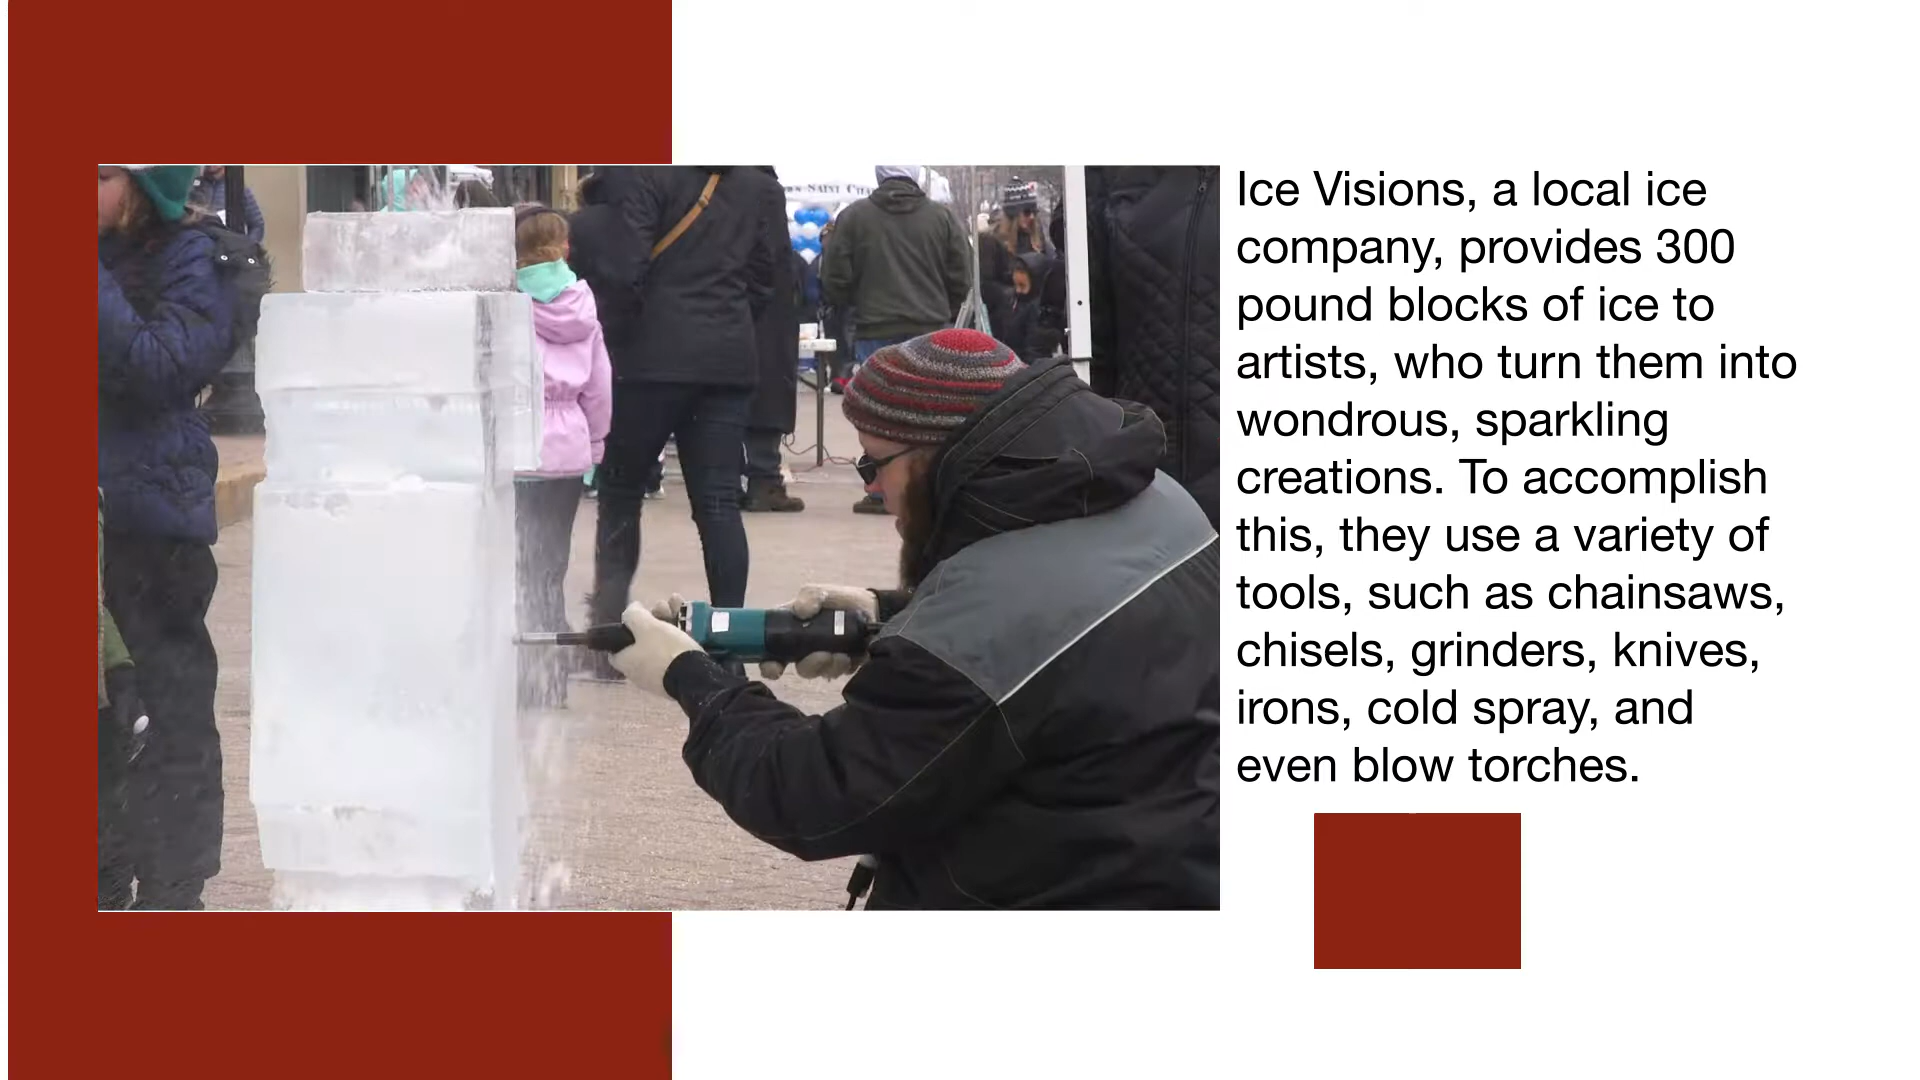 Saint Cha
Ice Visions, a local ice
company, provides 300
pound blocks of ice to
artists, who turn them into
wondrous, sparkling
creations. To accomplish
this, they use a variety of
tools, such as chainsaws,
chisels, grinders, knives,
irons, cold spray, and
even blow torches.